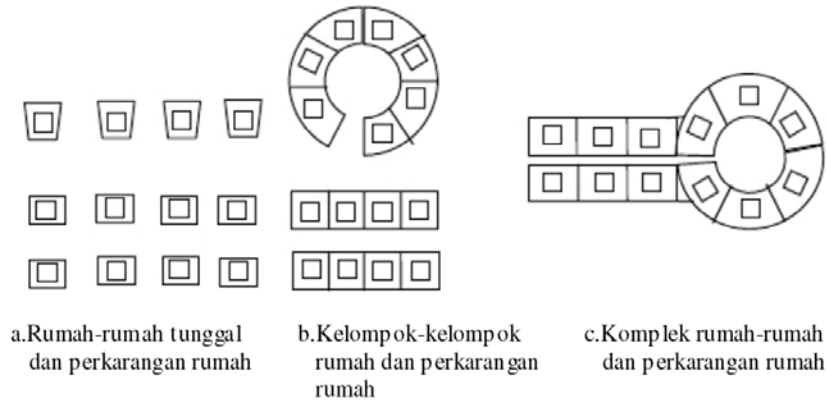 a.Rumah-rumah tunggal
dan perkarangan rumah
b.Kelompok-kelompok
rumah dan perkarangan
rumah
c.Komplek rumah-rumah
dan perkarangan rumah